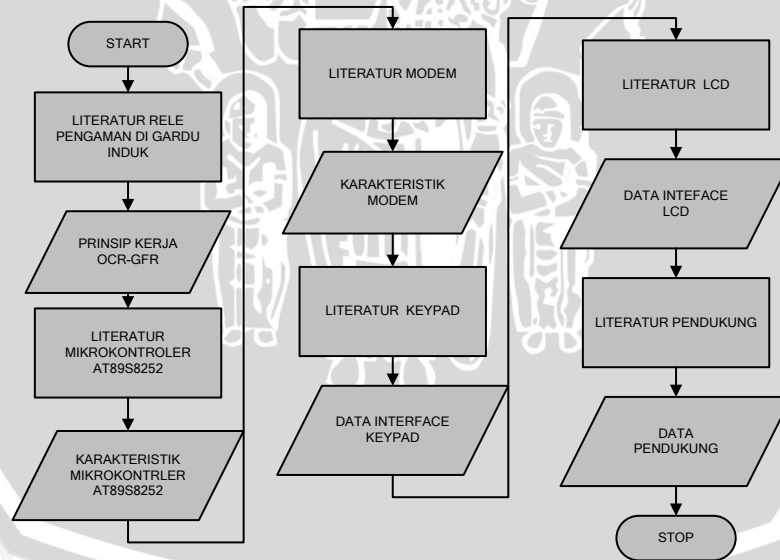 START
LITERATUR RELE
PENGAMAN DI GARDU
INDUK
PRINSIP KERJA
OCR-GFR
LITERATUR
MIKROKONTROLER
AT89S8252
KARAKTERISTIK
MIKROKONTRLER
AT89S8252
LITERATUR MODEM
KARAKTERISTIK
MODEM
LITERATUR KEYPAD
DATA INTERFACE
KEYPAD
LITERATUR LCD
DATA INTEFACE
LCD
LITERATUR PENDUKUNG
DATA
PENDUKUNG
STOP